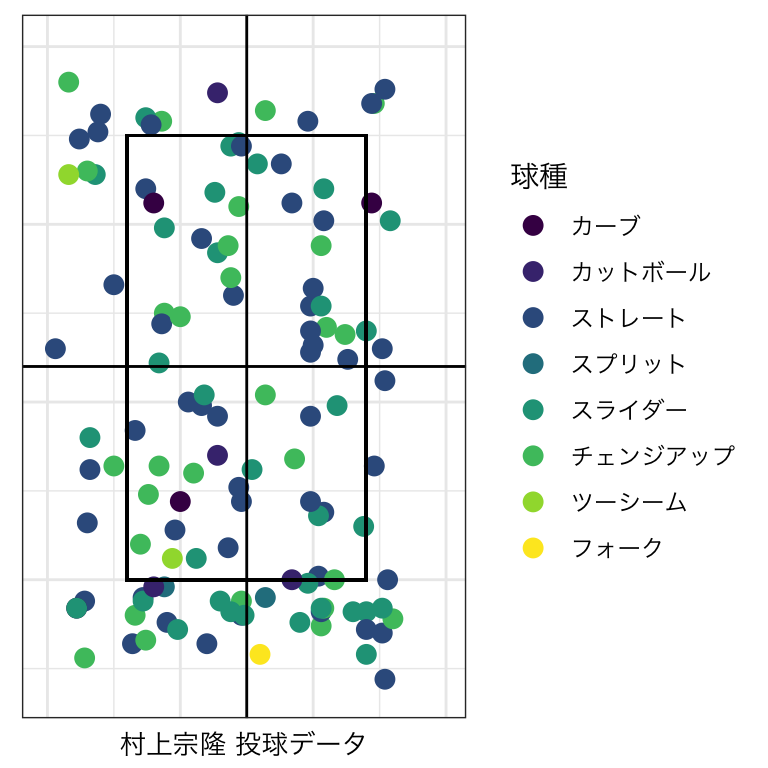 球種
カーブ
カットボール
ストレート
スプリット
スライダー
チェンジアップ
ツーシーム
フォーク
村上宗隆 投球データ